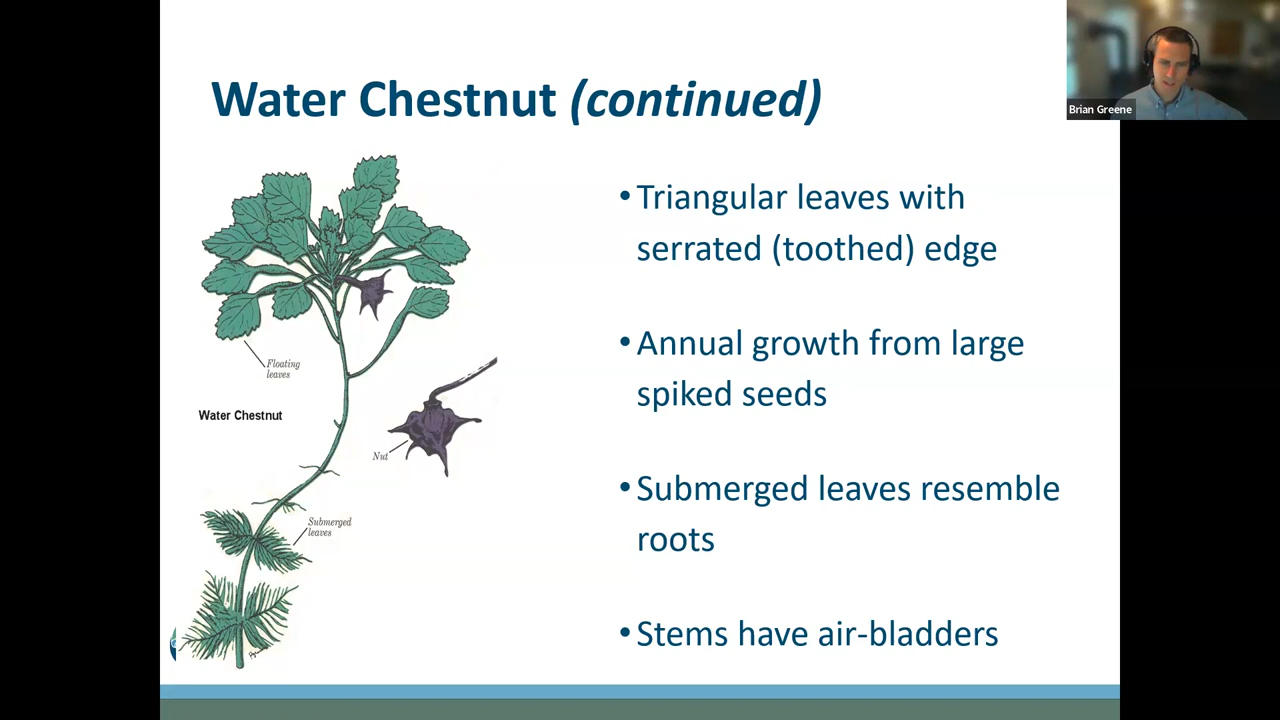 Water Chestnut (continued)
Brian Greene
• Triangular leaves with
serrated (toothed) edge
• Annual growth from large
spiked seeds
• Submerged leaves resemble
roots
• Stems have air-bladders
Floating
leaves
Water Chestnut
Nut
Submerged
leaves